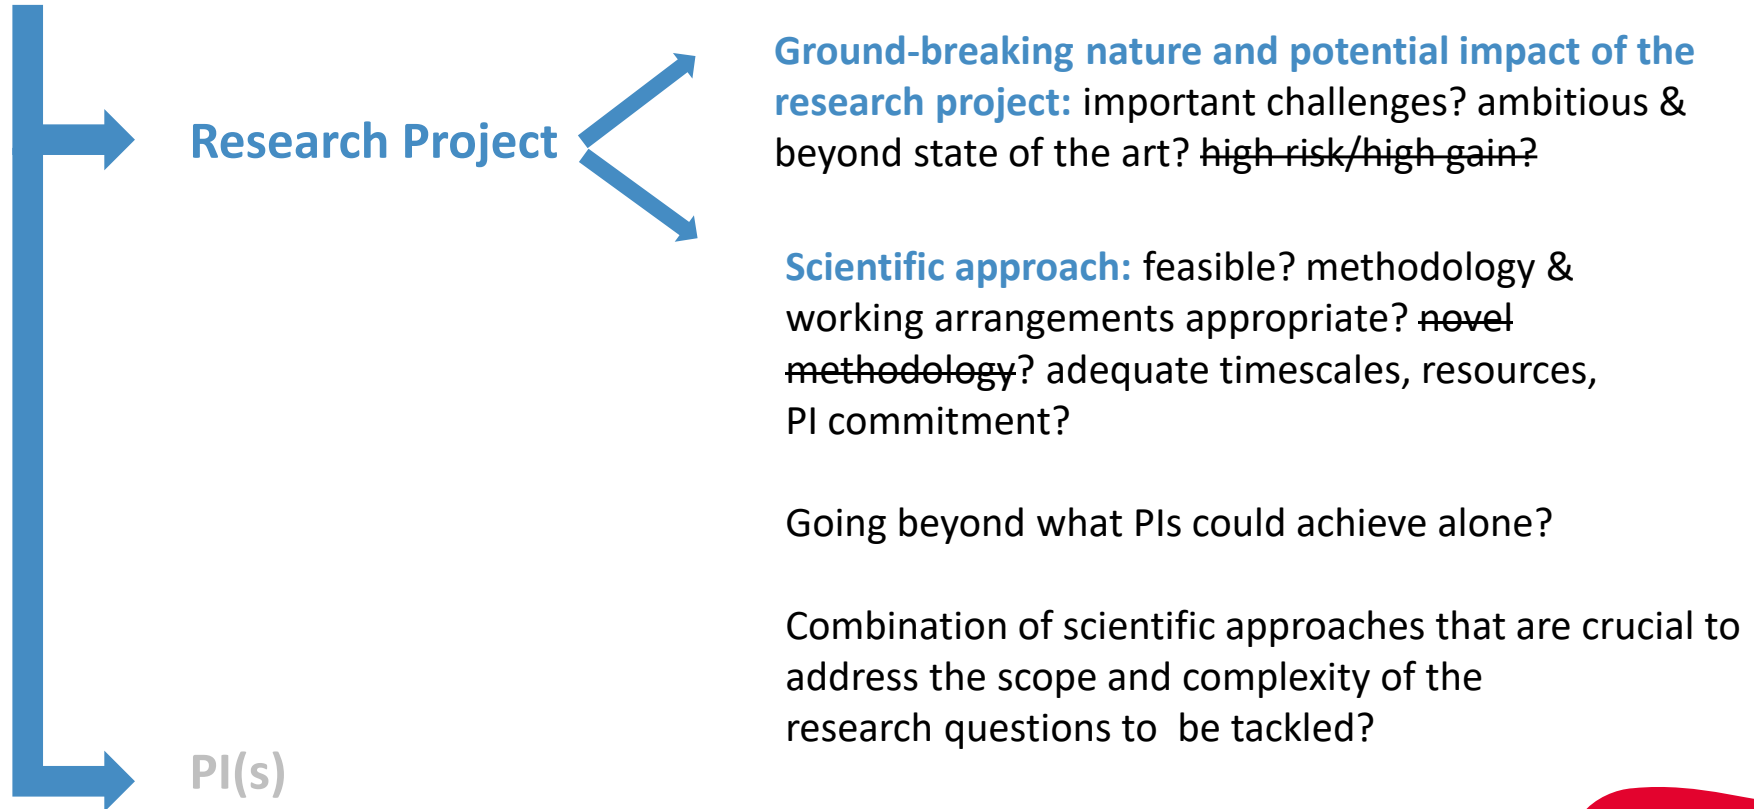 Research Project
Ground-breaking nature and potential impact of the
research project: important challenges? ambitious &
beyond state of the art? high risk/high gain?
Scientific approach: feasible? methodology &
working arrangements appropriate? novel
methodology? adequate timescales, resources,
PI commitment?
Going beyond what PIs could achieve alone?
Combination of scientific approaches that are crucial to
address the scope and complexity of the
research questions to  be tackled?
PI(s)